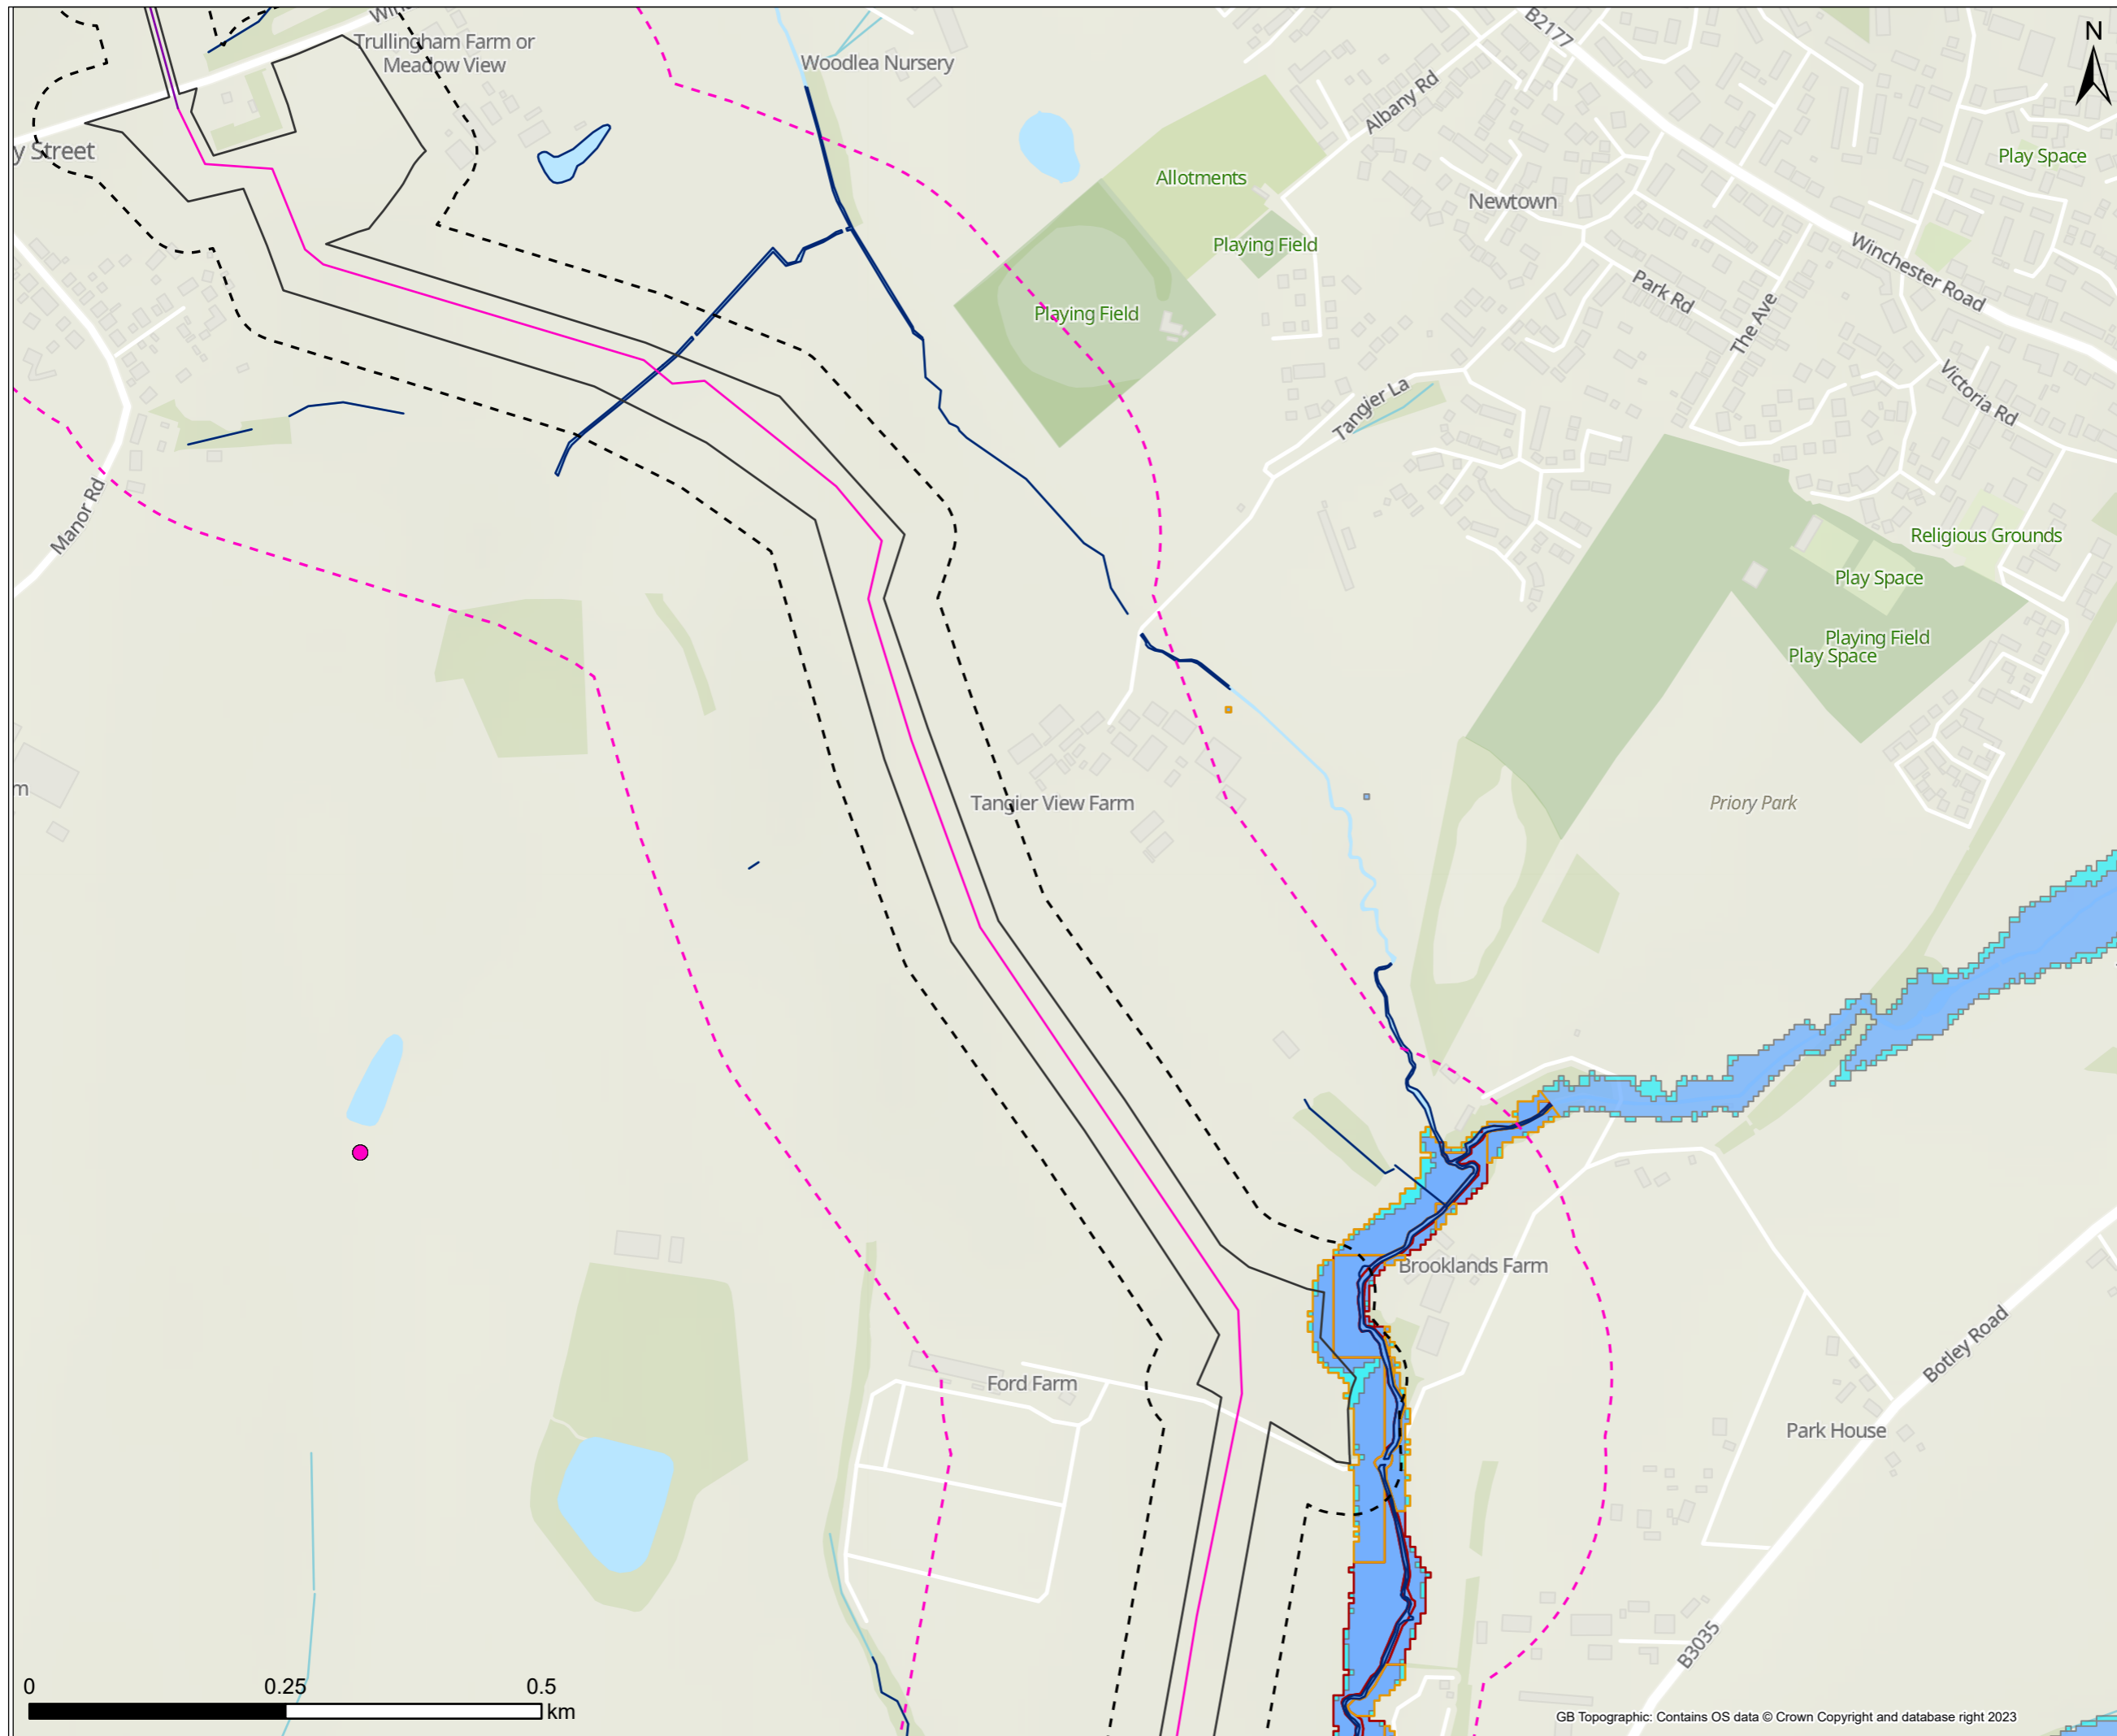 Trullingham Farm or
Meadow View
Woodlea Nursery
B2177
N
Albany Rd
y Street
Allotments
Play Space
Newtown
Playing Field
Winchester Road
Park Rd
The Ave
Playing Field
Tangier La
Victoria Rd
Manor Rd
Religious Grounds
Play Space
Playing Field
Play Space
m
Tangier View Farm
Priory Park
Brooklands Farm
Botley Road
Ford Farm
Park House
B3035
0 0.25 0.5
km
GB Topographic: Contains OS data © Crown Copyright and database right 2023